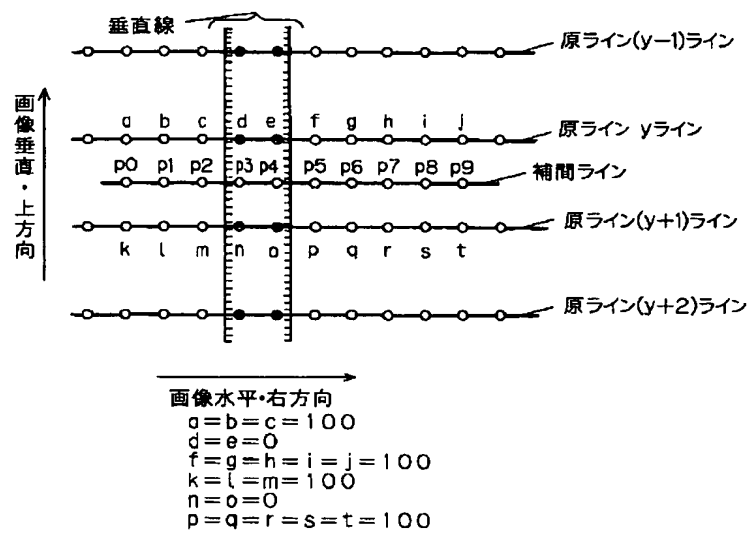 垂直線
原ライン(y−1)ライン
a b c d e f g h i j
原ライン yライン
p0 p1 p2 p3 p4 p5 p6 p7 p8 p9
補間ライン
原ライン(y+1)ライン
k l m n o p q r s t
原ライン(y+2)ライン
画像垂直・上方向
画像水平・右方向
a=b=c=100
d=e=0
f=g=h=i=j=100
k=l=m=100
n=o=0
p=q=r=s=t=100